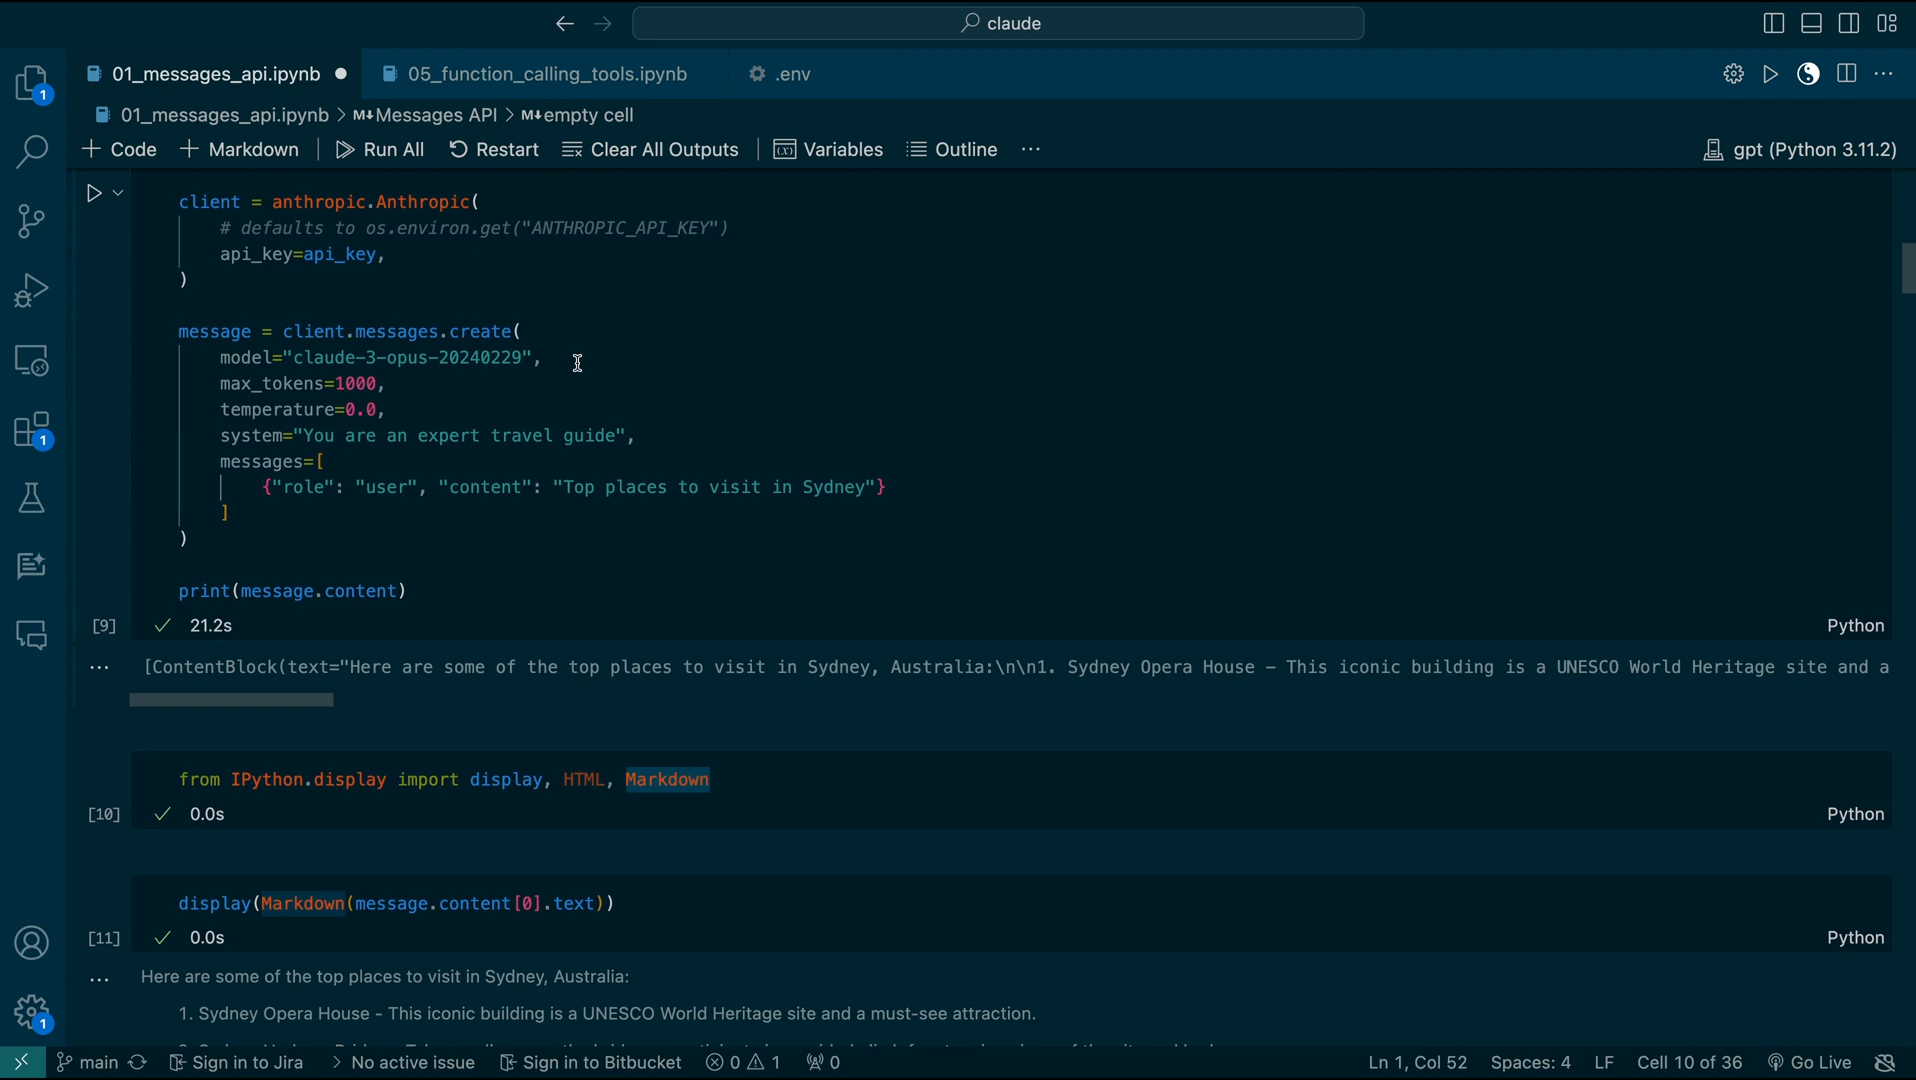 claude
01_messages_api.ipynb
05_function_calling_tools.ipynb
.env
1
01_messages_api.ipynb > M↓Messages API > M↓empty cell
+ Code + Markdown Run All Restart Clear All Outputs Variables Outline ...
gpt (Python 3.11.2)
client = anthropic.Anthropic(
# defaults to os.environ.get("ANTHROPIC_API_KEY")
api_key=api_key,
)
message = client.messages.create(
model="claude-3-opus-20240229",
max_tokens=1000,
temperature=0.0,
system="You are an expert travel guide",
messages=[
{"role": "user", "content": "Top places to visit in Sydney"}
]
)
1
print(message.content)
[9] ✓ 21.2s Python
... [ContentBlock(text="Here are some of the top places to visit in Sydney, Australia:\n\n1. Sydney Opera House – This iconic building is a UNESCO World Heritage site and a
from IPython.display import display, HTML, Markdown
[10] ✓ 0.0s Python
display(Markdown(message.content[0].text))
[11] ✓ 0.0s Python
... Here are some of the top places to visit in Sydney, Australia:
1. Sydney Opera House - This iconic building is a UNESCO World Heritage site and a must-see attraction.
1
main Sign in to Jira > No active issue Sign in to Bitbucket 0 1 0 Ln 1, Col 52 Spaces: 4 LF Cell 10 of 36 Go Live